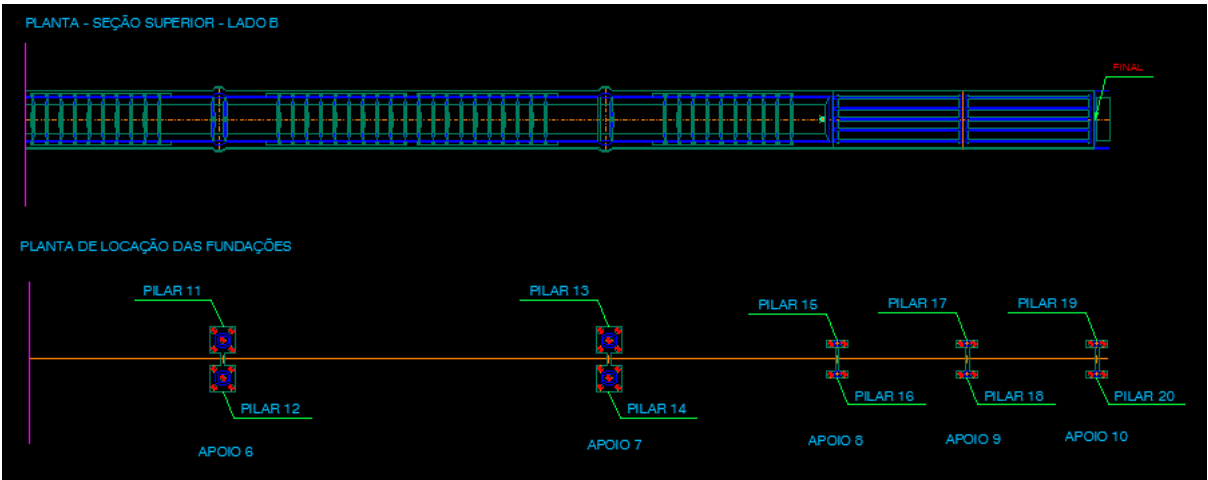 PLANTA - SEÇÃO SUPERIOR - LADO B
FINAL
PLANTA DE LOCAÇÃO DAS FUNDAÇÕES
PILAR 11
PILAR 13
PILAR 15
PILAR 17
PILAR 19
PILAR 12
PILAR 14
PILAR 16
PILAR 18
PILAR 20
APOIO 6
APOIO 7
APOIO 8
APOIO 9
APOIO 10